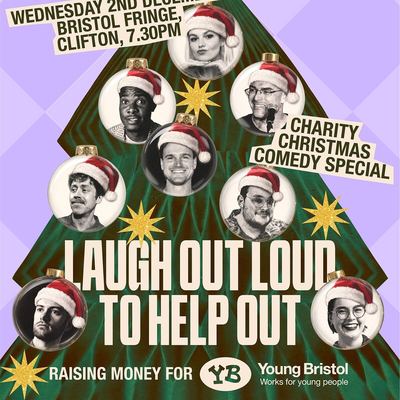 WEDNESDAY 2ND DECEM
BRISTOL FRINGE,
CLIFTON, 7.30PM
CHARITY
CHRISTMAS
COMEDY SPECIAL
LAUGH OUT LOUD
TO HELP OUT
RAISING MONEY FOR
YB
Young Bristol
Works for young people